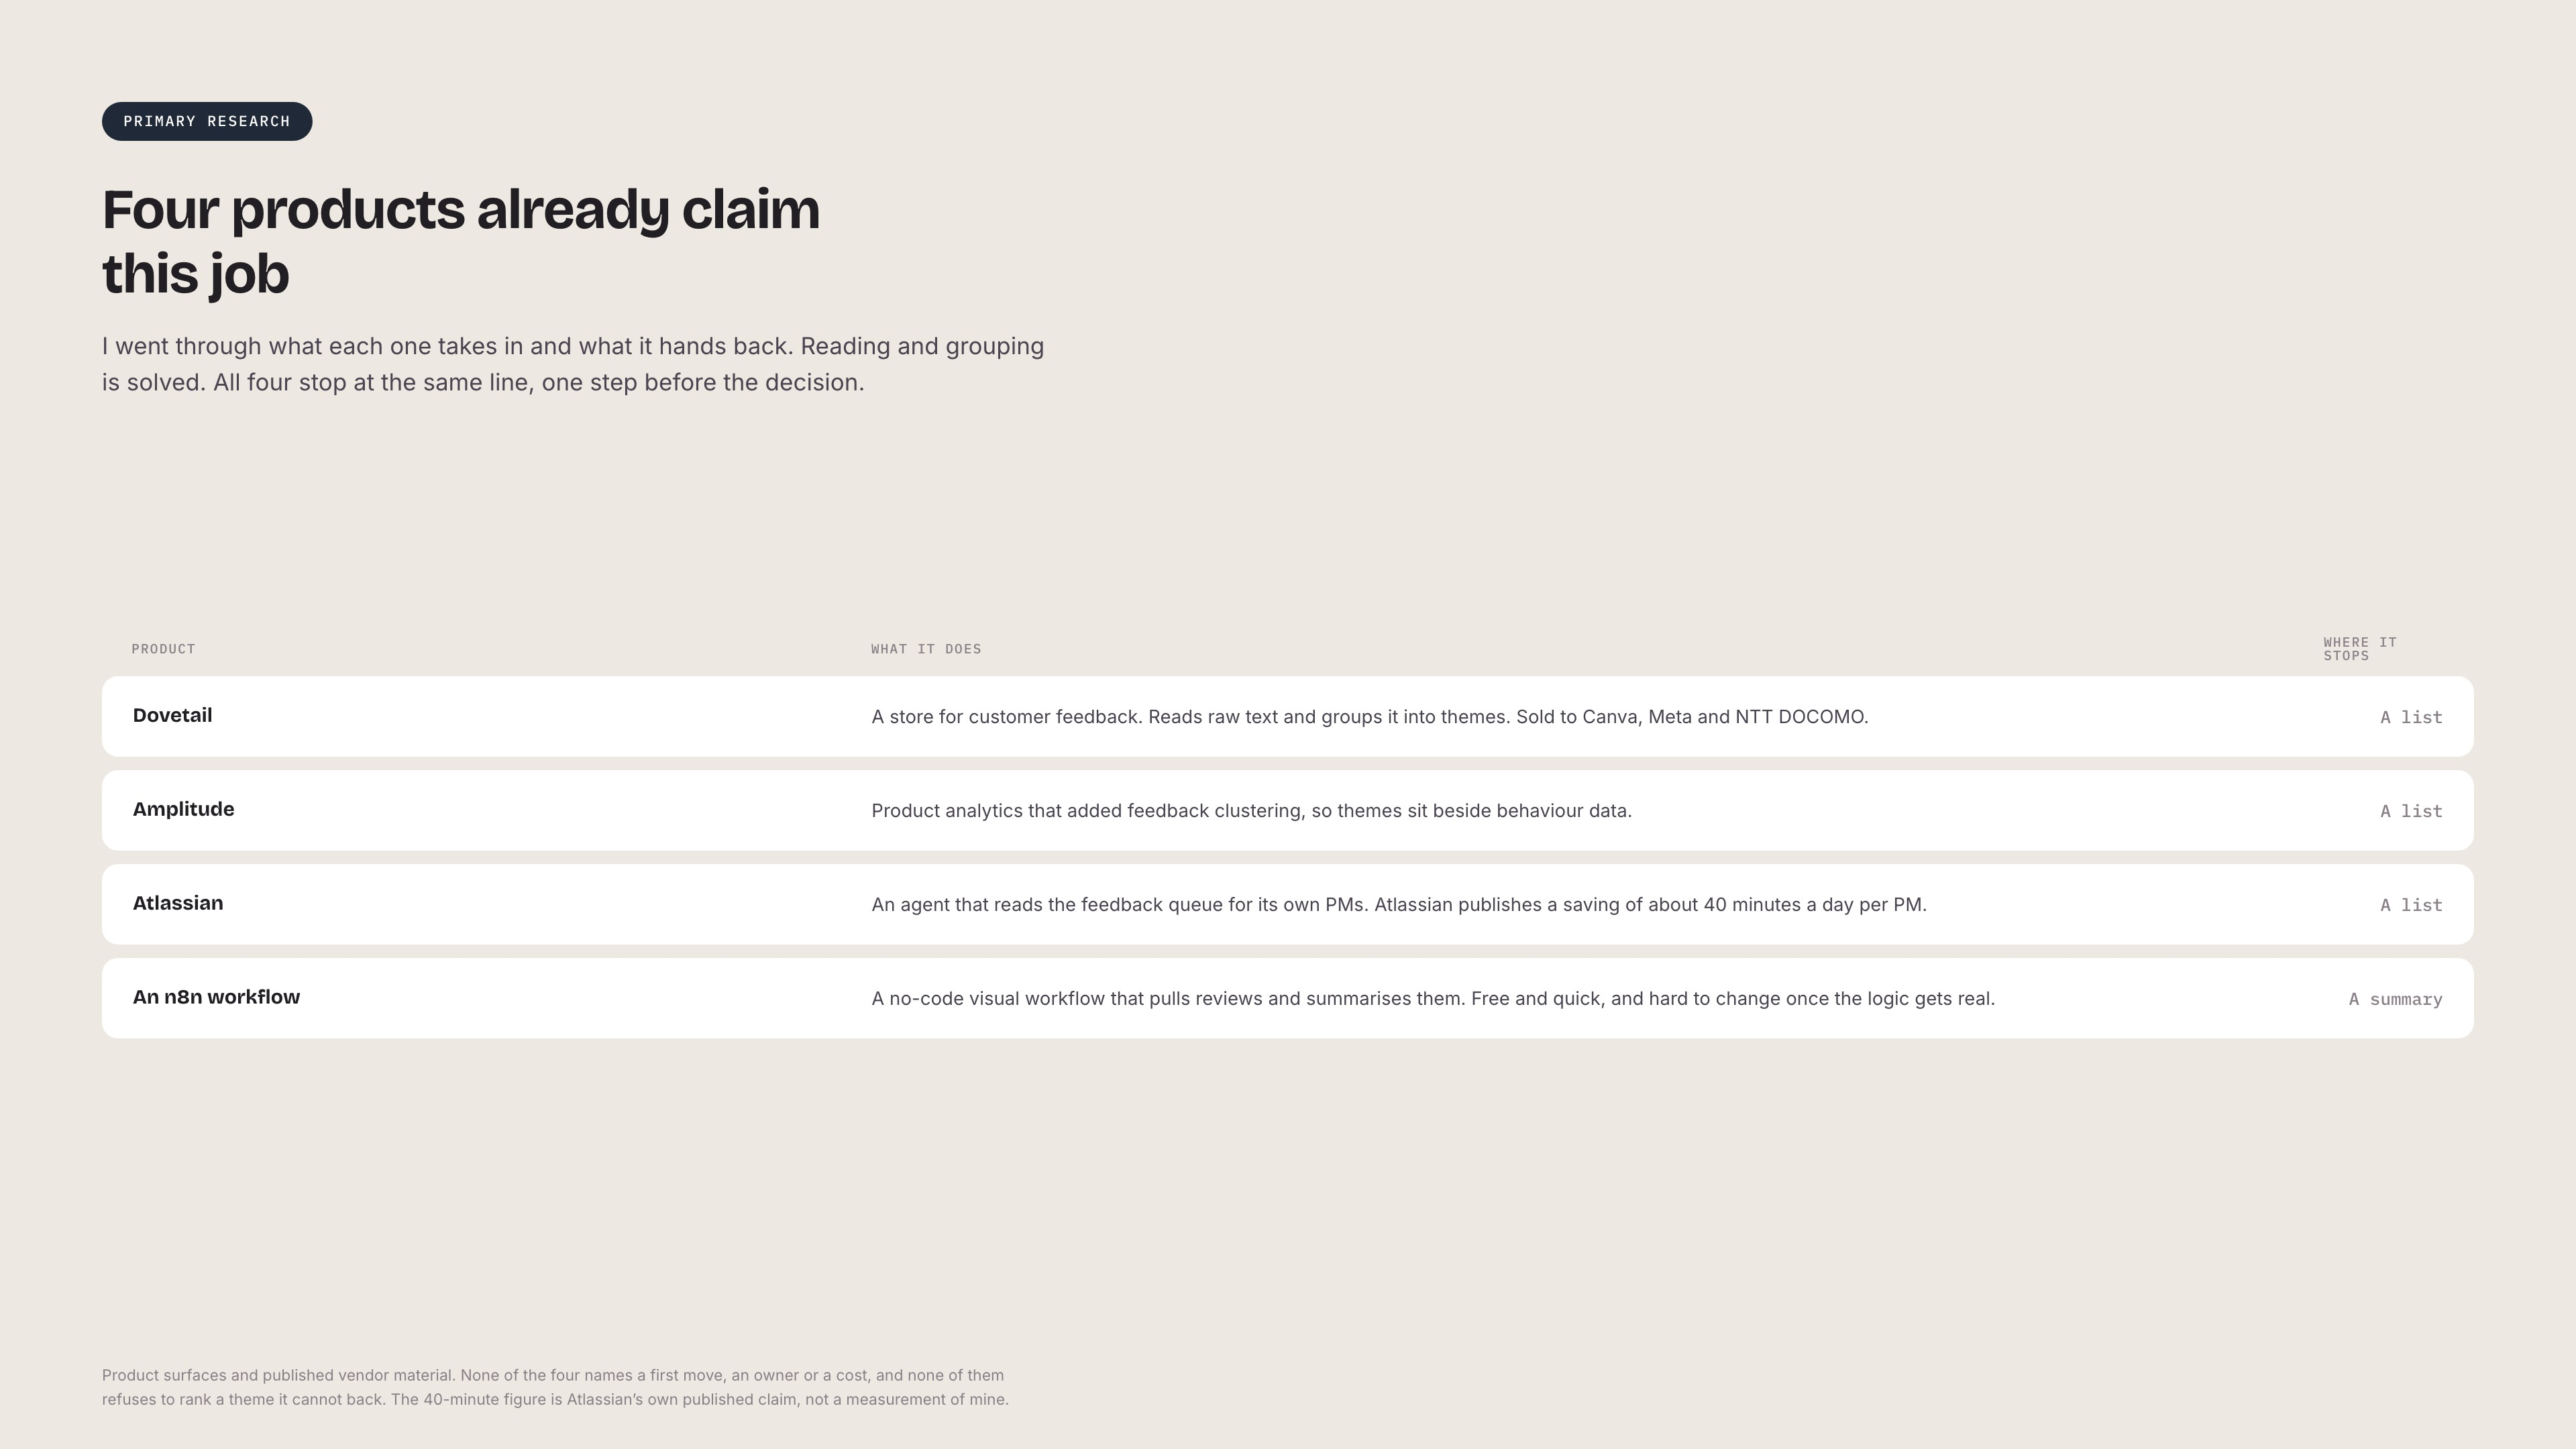 PRIMARY RESEARCH
Four products already claim
this job
I went through what each one takes in and what it hands back. Reading and grouping
is solved. All four stop at the same line, one step before the decision.
PRODUCT
WHAT IT DOES
WHERE IT
STOPS
Dovetail
A store for customer feedback. Reads raw text and groups it into themes. Sold to Canva, Meta and NTT DOCOMO.
A list
Amplitude
Product analytics that added feedback clustering, so themes sit beside behaviour data.
A list
Atlassian
An agent that reads the feedback queue for its own PMs. Atlassian publishes a saving of about 40 minutes a day per PM.
A list
An n8n workflow
A no-code visual workflow that pulls reviews and summarises them. Free and quick, and hard to change once the logic gets real.
A summary
Product surfaces and published vendor material. None of the four names a first move, an owner or a cost, and none of them
refuses to rank a theme it cannot back. The 40-minute figure is Atlassian’s own published claim, not a measurement of mine.